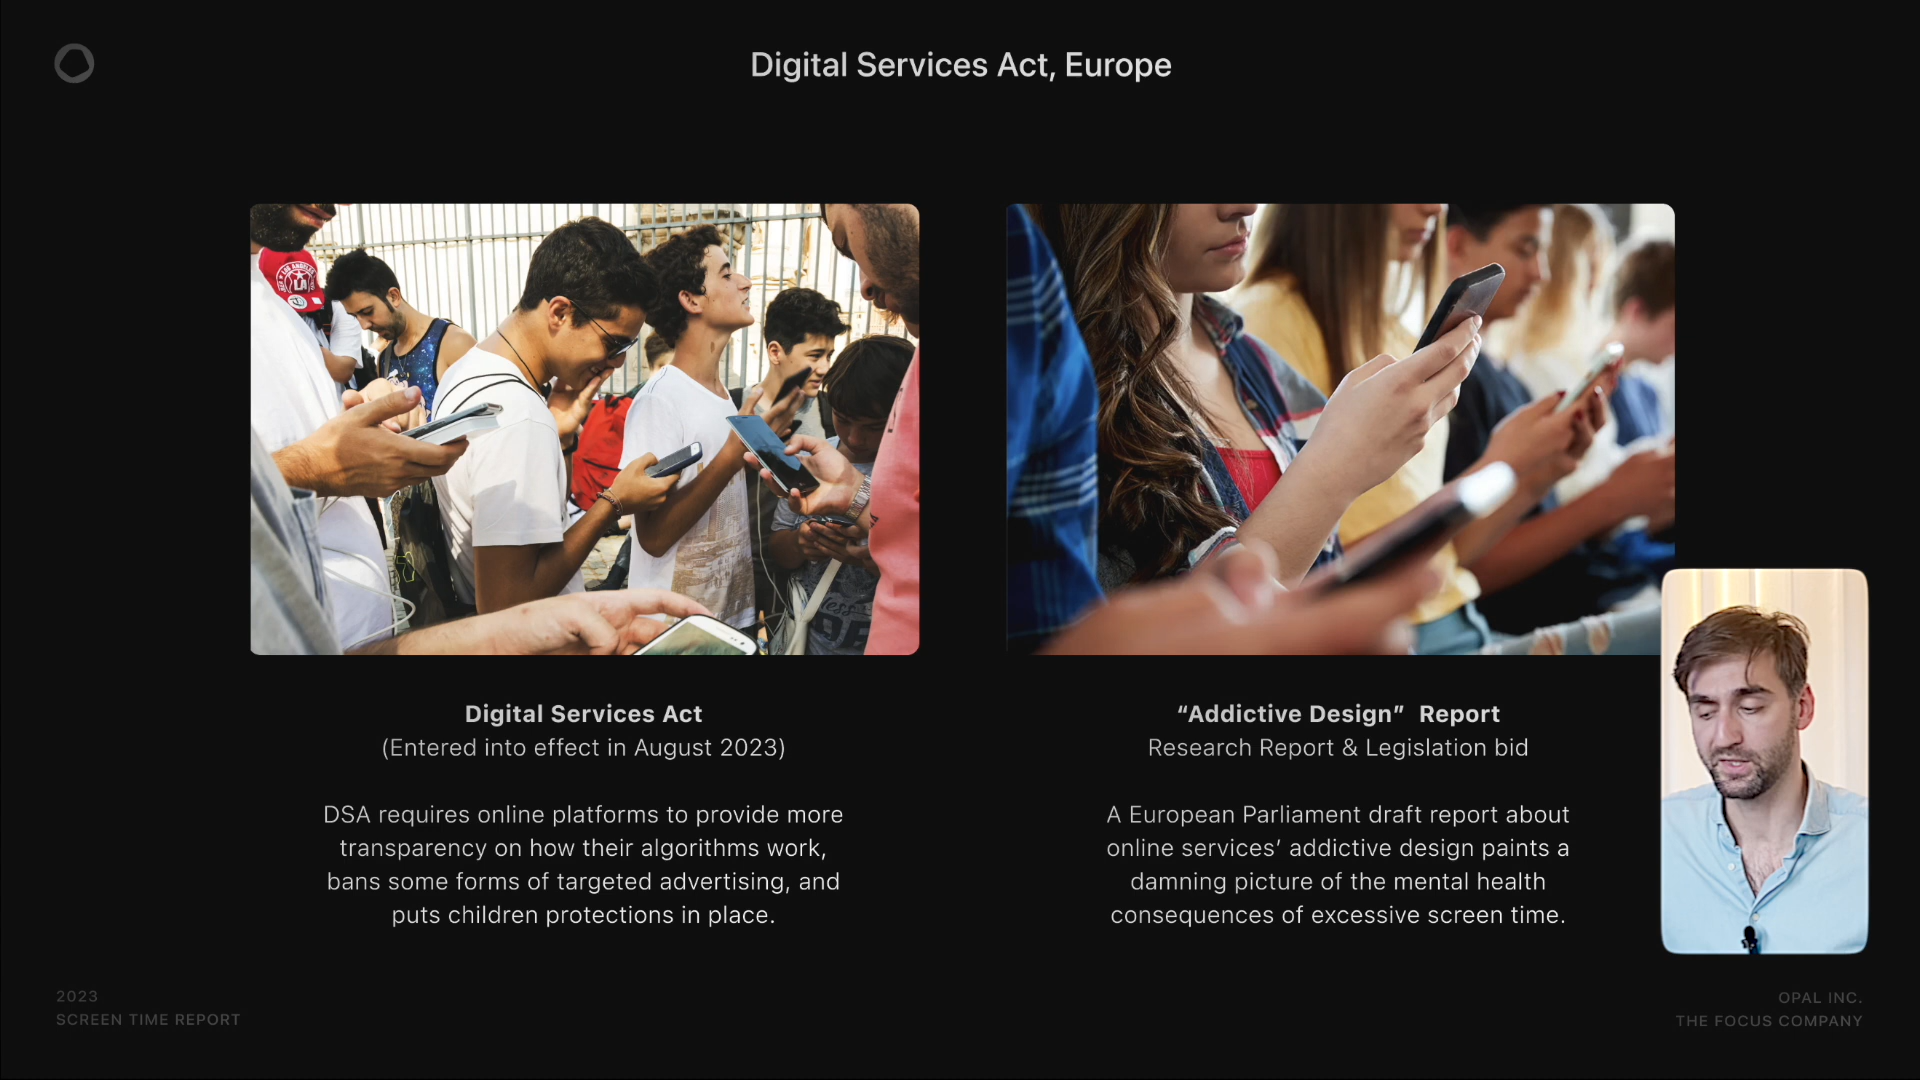 Digital Services Act, Europe
LOS ANGELES
LA
Digital Services Act
(Entered into effect in August 2023)
DSA requires online platforms to provide more
transparency on how their algorithms work,
bans some forms of targeted advertising, and
puts children protections in place.
“Addictive Design” Report
Research Report & Legislation bid
A European Parliament draft report about
online services’ addictive design paints a
damning picture of the mental health
consequences of excessive screen time.
2023
SCREEN TIME REPORT
OPAL INC.
THE FOCUS COMPANY